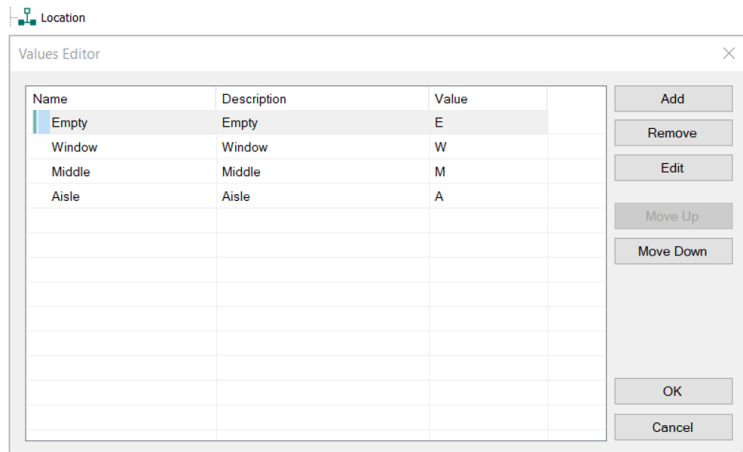 Location
Values Editor
Name Description Value
Empty Empty E
Window Window W
Middle Middle M
Aisle Aisle A
Add
Remove
Edit
Move Up
Move Down
OK
Cancel